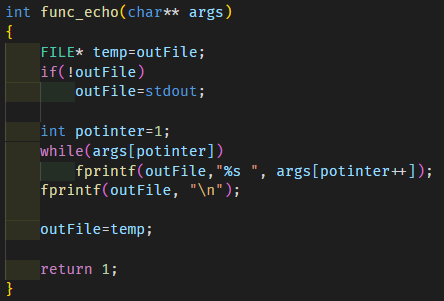 int func_echo(char** args)
{
    FILE* temp=outFile;
    if(!outFile)
        outFile=stdout;
    int potinter=1;
    while(args[potinter])
        fprintf(outFile,"%s ", args[potinter++]);
    fprintf(outFile, "\n");
    outFile=temp;
    return 1;
}